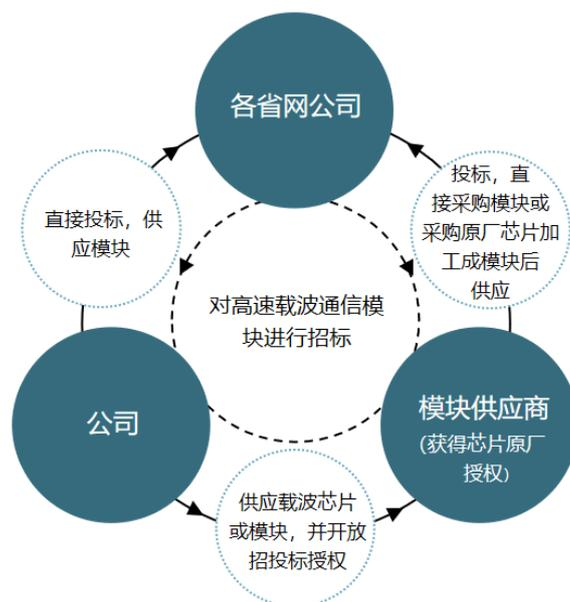 各省网公司
直接投标，供
应模块
投标，直
接采购模块或
采购原厂芯片加
工成模块后
供应
对高速载波通信模
块进行招标
公司
模块供应商
(获得芯片原厂
授权)
供应载波芯片
或模块，并开放
招投标授权